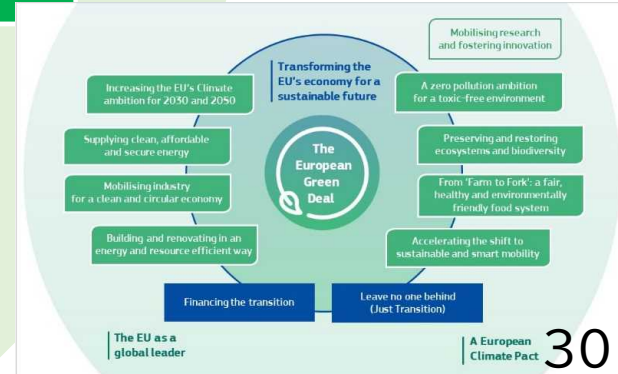 Mobilising research
and fostering innovation
Transforming the
EU's economy for a
sustainable future
Increasing the EU's Climate
ambition for 2030 and 2050
A zero pollution ambition
for a toxic-free environment
Supplying clean, affordable
and secure energy
The
European
Green
Deal
Preserving and restoring
ecosystems and biodiversity
Mobilising industry
for a clean and circular economy
From 'Farm to Fork': a fair,
healthy and environmentally
friendly food system
Building and renovating in an
energy and resource efficient way
Accelerating the shift to
sustainable and smart mobility
Financing the transition
Leave no one behind
(Just Transition)
The EU as a
global leader
A European
Climate Pact
30